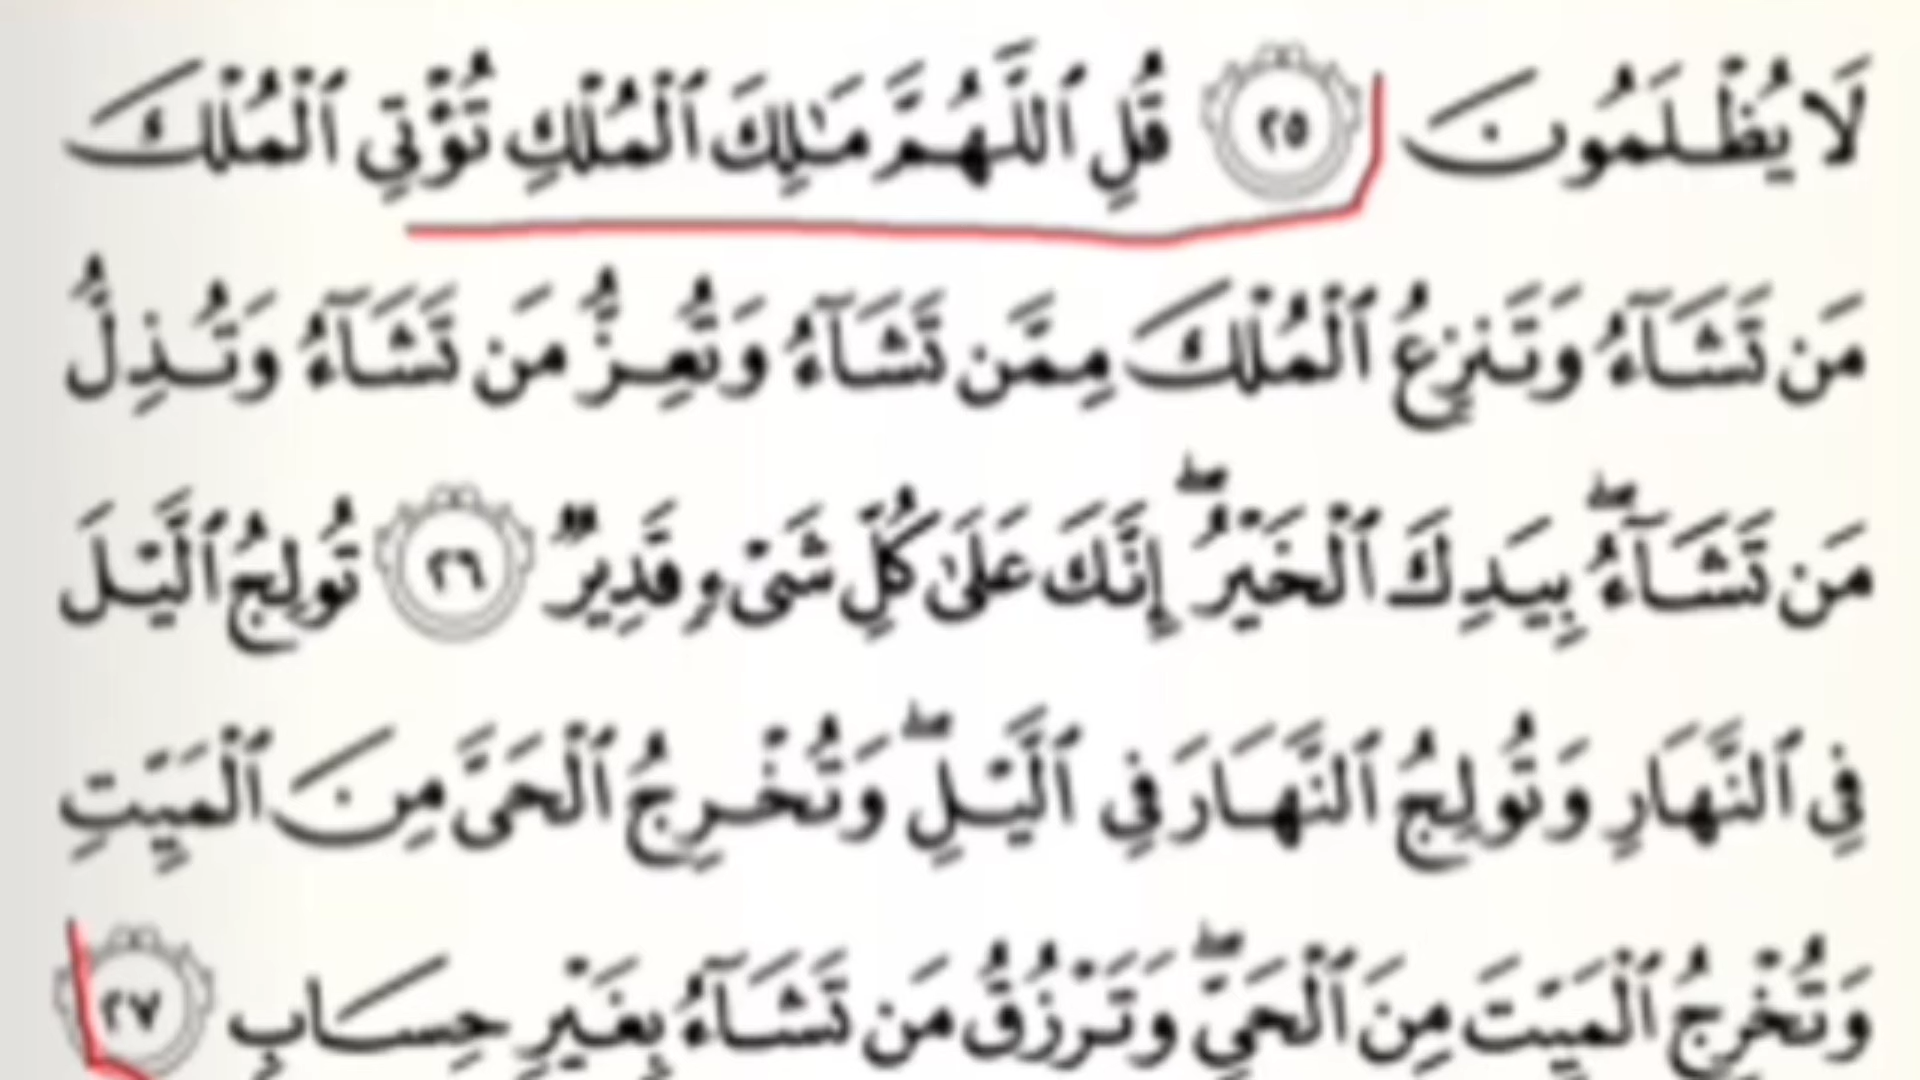 لَا يُظْلَمُونَ ٢٥ قُلِ ٱللَّهُمَّ مَـٰلِكَ ٱلْمُلْكِ تُؤْتِي ٱلْمُلْكَ
مَن تَشَآءُ وَتَنزِعُ ٱلْمُلْكَ مِمَّن تَشَآءُ وَتُعِزُّ مَن تَشَآءُ وَتُذِلُّ
مَن تَشَآءُۖ بِيَدِكَ ٱلْخَيْرُۖ إِنَّكَ عَلَىٰ كُلِّ شَىْءٍ قَدِيرٌ ٢٦ تُولِجُ ٱلَّيْلَ
فِي ٱلنَّهَارِ وَتُولِجُ ٱلنَّهَارَ فِي ٱلَّيْلِۖ وَتُخْرِجُ ٱلْحَىَّ مِنَ ٱلْمَيِّتِ
وَتُخْرِجُ ٱلْمَيِّتَ مِنَ ٱلْحَيِّۖ وَتَرْزُقُ مَن تَشَآءُ بِغَيْرِ حِسَابٍ ٢٧